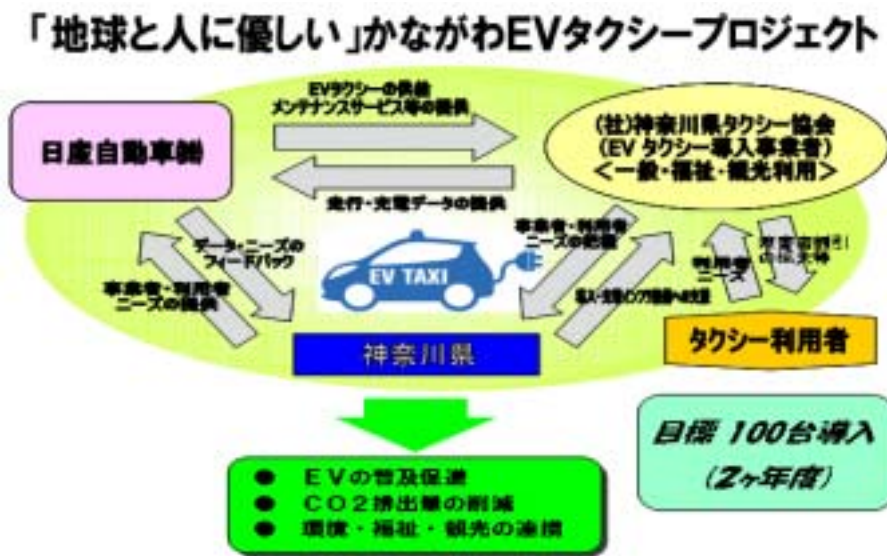 「地球と人に優しい」かながわEVタクシープロジェクト
EVタクシーの供給
メンテナンスサービス等の提供
日産自動車㈱
(社)神奈川県タクシー協会
(EV タクシー導入事業者)
<一般・福祉・観光利用>
走行・充電データの提供
データ・ニーズの
フィードバック
事業者・利用者
ニーズの提供
事業者・利用者
ニーズの把握
EV TAXI
利用者
ニーズ
神奈川県
タクシー利用者
目標 100台導入
(2ヶ年度)
● EVの普及促進
● CO2排出量の削減
● 環境・福祉・観光の連携